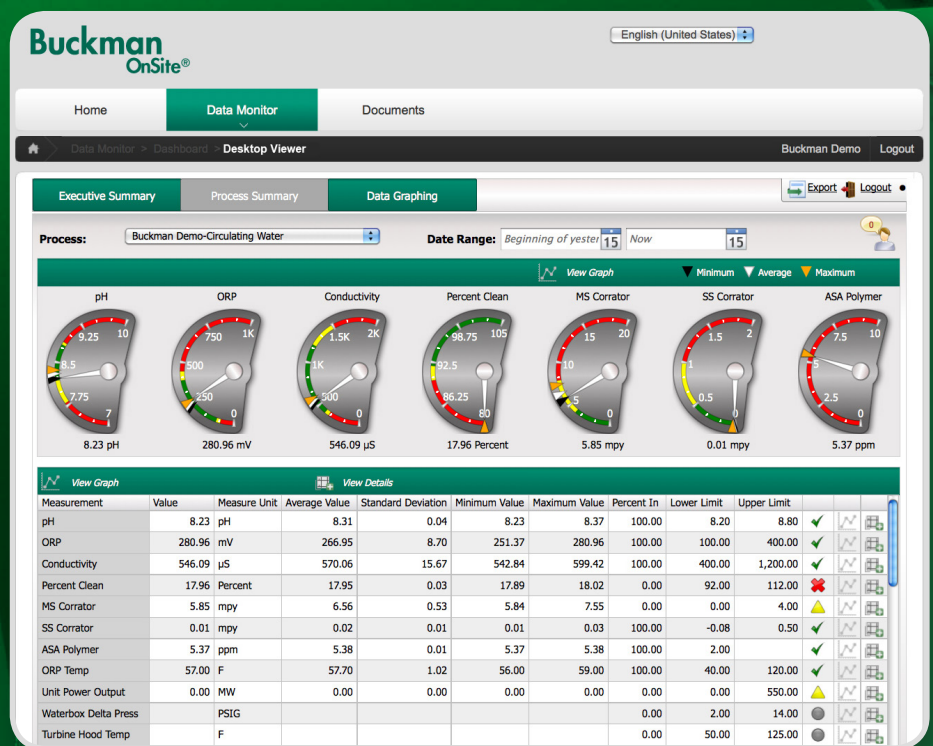 Buckman
OnSite®
English (United States)
Home Data Monitor Documents
Data Monitor > Dashboard > Desktop Viewer Buckman Demo Logout
Executive Summary Process Summary Data Graphing Export Logout
Process: Buckman Demo-Circulating Water Date Range: Beginning of yester 15 Now 15 0
View Graph Minimum Average Maximum
pH ORP Conductivity Percent Clean MS Corrator SS Corrator ASA Polymer
9.25 10 750 1K 1.5K 2K 98.75 105 15 20 1.5 2 7.5 10
8.5 500 1K 92.5 10 1 5
7.75 250 500 86.25 5 0.5 2.5
7 0 0 80 0 0 0
8.23 pH 280.96 mV 546.09 µS 17.96 Percent 5.85 mpy 0.01 mpy 5.37 ppm
View Graph View Details
Measurement Value Measure Unit Average Value Standard Deviation Minimum Value Maximum Value Percent In Lower Limit Upper Limit
pH 8.23 pH 8.31 0.04 8.23 8.37 100.00 8.20 8.80
ORP 280.96 mV 266.95 8.70 251.37 280.96 100.00 100.00 400.00
Conductivity 546.09 µS 570.06 15.67 542.84 599.42 100.00 400.00 1,200.00
Percent Clean 17.96 Percent 17.95 0.03 17.89 18.02 0.00 92.00 112.00
MS Corrator 5.85 mpy 6.56 0.53 5.84 7.55 0.00 0.00 4.00
SS Corrator 0.01 mpy 0.02 0.01 0.01 0.03 100.00 -0.08 0.50
ASA Polymer 5.37 ppm 5.38 0.01 5.37 5.38 100.00 2.00
ORP Temp 57.00 F 57.70 1.02 56.00 59.00 100.00 40.00 120.00
Unit Power Output 0.00 MW 0.00 0.00 0.00 0.00 0.00 0.00 550.00
Waterbox Delta Press PSIG 0.00 2.00 14.00
Turbine Hood Temp F 0.00 50.00 125.00